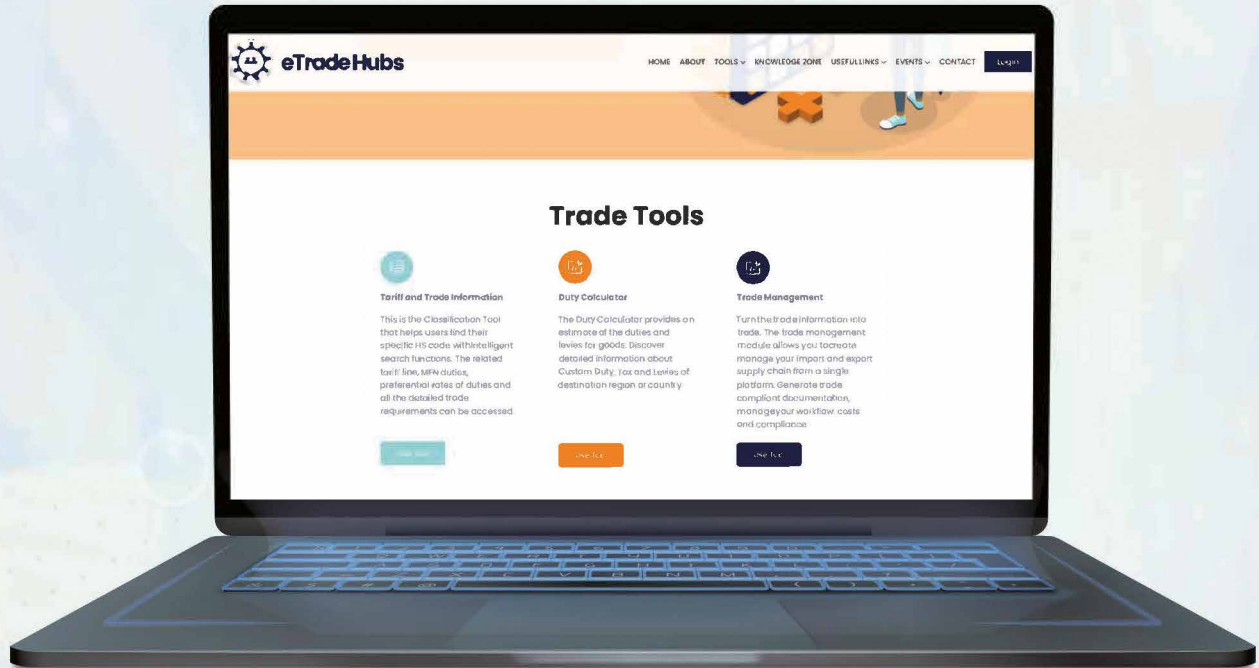 eTradeHubs
HOME ABOUT TOOLS KNOWLEDGE ZONE USEFUL LINKS EVENTS CONTACT Login
Trade Tools
Tariff and Trade Information
This is the Classification Tool
that helps users find their
specific HS code withintelligent
search functions. The related
tariff line, MFN duties,
preferential rates of duties and
all the detailed trade
requirements can be accessed
Duty Calculator
The Duty Calculator provides an
estimate of the duties and
levies for goods. Discover
detailed information about
Custom Duty, Tax and Levies of
destination region or country
Trade Management
Turn the trade information into
trade. The trade management
module allows you tocreate
manage your import and export
supply chain from a single
platform. Generate trade
compliant documentation,
manageyour workflow costs
and compliance